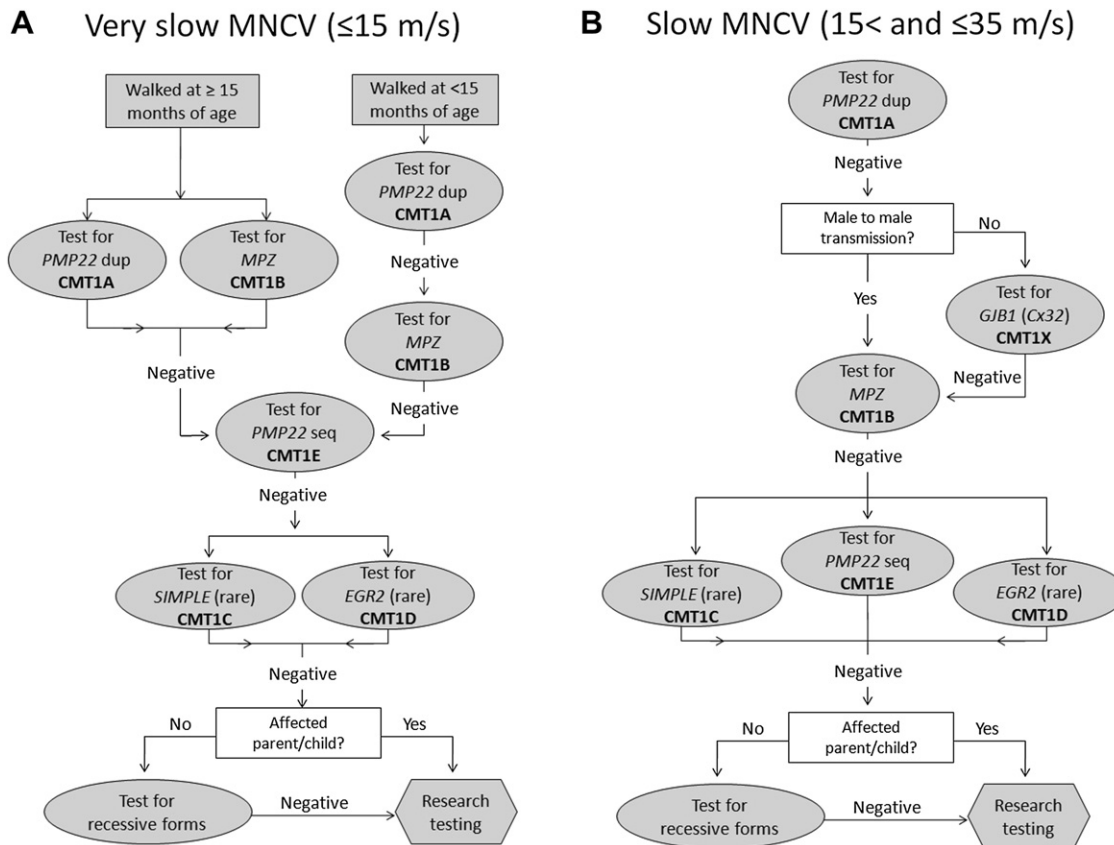 A Very slow MNCV (≤15 m/s)
Walked at ≥ 15
months of age
Walked at <15
months of age
Test for
PMP22 dup
CMT1A
Negative
Test for
PMP22 dup
CMT1A
Test for
MPZ
CMT1B
Test for
MPZ
CMT1B
Negative
Negative
Test for
PMP22 seq
CMT1E
Negative
Test for
SIMPLE (rare)
CMT1C
Test for
EGR2 (rare)
CMT1D
Negative
No
Affected
parent/child?
Yes
Test for
recessive forms
Negative
Research
testing
B Slow MNCV (15< and ≤35 m/s)
Test for
PMP22 dup
CMT1A
Negative
Male to male
transmission?
No
Yes
Test for
GJB1 (Cx32)
CMT1X
Negative
Test for
MPZ
CMT1B
Negative
Test for
SIMPLE (rare)
CMT1C
Test for
PMP22 seq
CMT1E
Test for
EGR2 (rare)
CMT1D
Negative
No
Affected
parent/child?
Yes
Test for
recessive forms
Negative
Research
testing